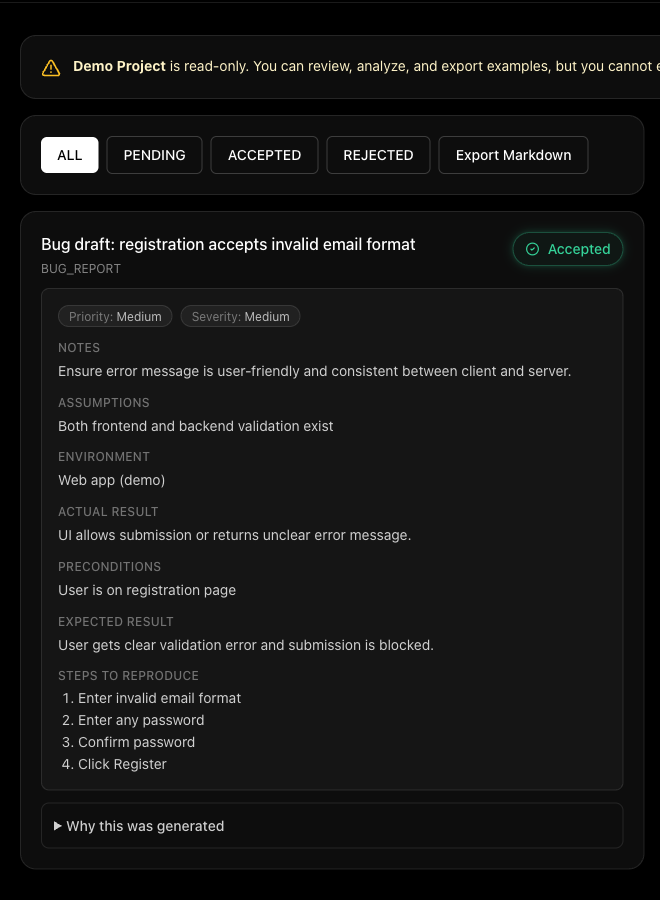 Demo Project is read-only. You can review, analyze, and export examples, but you cannot
ALL
PENDING
ACCEPTED
REJECTED
Export Markdown
Bug draft: registration accepts invalid email format
Accepted
BUG_REPORT
Priority: Medium
Severity: Medium
NOTES
Ensure error message is user-friendly and consistent between client and server.
ASSUMPTIONS
Both frontend and backend validation exist
ENVIRONMENT
Web app (demo)
ACTUAL RESULT
UI allows submission or returns unclear error message.
PRECONDITIONS
User is on registration page
EXPECTED RESULT
User gets clear validation error and submission is blocked.
STEPS TO REPRODUCE
1. Enter invalid email format
2. Enter any password
3. Confirm password
4. Click Register
Why this was generated